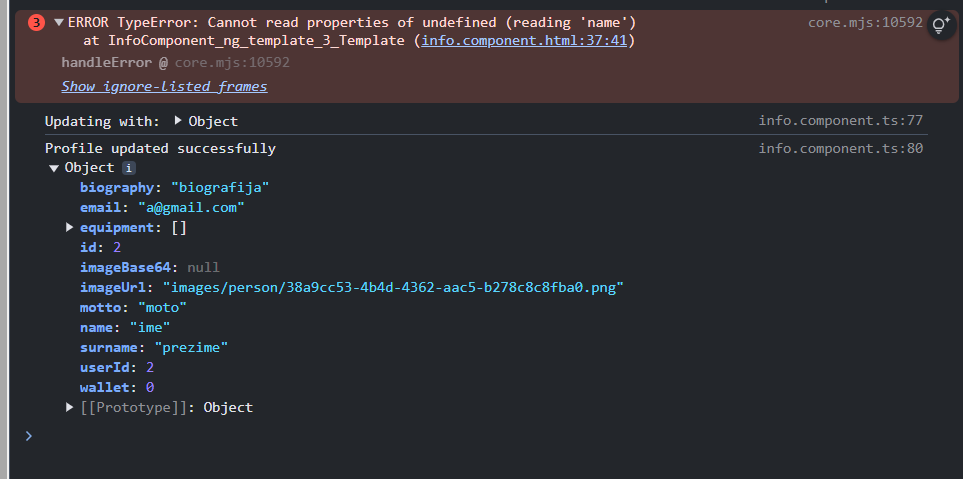 3 ▼ ERROR TypeError: Cannot read properties of undefined (reading 'name') core.mjs:10592
at InfoComponent_ng_template_3_Template (info.component.html:37:41)
handleError @ core.mjs:10592
Show ignore-listed frames
Updating with: ▶ Object info.component.ts:77
Profile updated successfully info.component.ts:80
▼ Object i
biography: "biografija"
email: "a@gmail.com"
▶ equipment: []
id: 2
imageBase64: null
imageUrl: "images/person/38a9cc53-4b4d-4362-aac5-b278c8c8fba0.png"
motto: "moto"
name: "ime"
surname: "prezime"
userId: 2
wallet: 0
▶ [[Prototype]]: Object
>